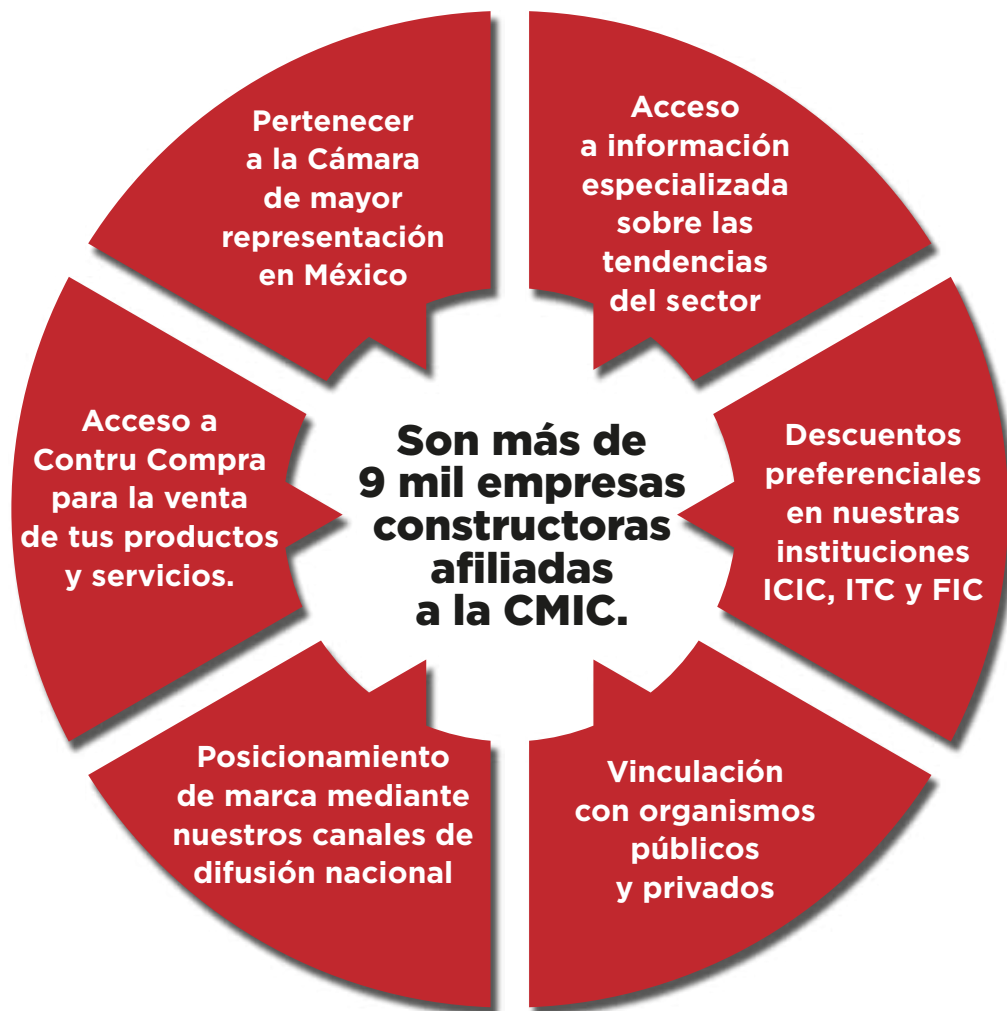 Pertenecer
a la Cámara
de mayor
representación
en México
Acceso
a información
especializada
sobre las
tendencias
del sector
Acceso a
Contru Compra
para la venta
de tus productos
y servicios.
Son más de
9 mil empresas
constructoras
afiliadas
a la CMIC.
Descuentos
preferenciales
en nuestras
instituciones
ICIC, ITC y FIC
Posicionamiento
de marca mediante
nuestros canales de
difusión nacional
Vinculación
con organismos
públicos
y privados